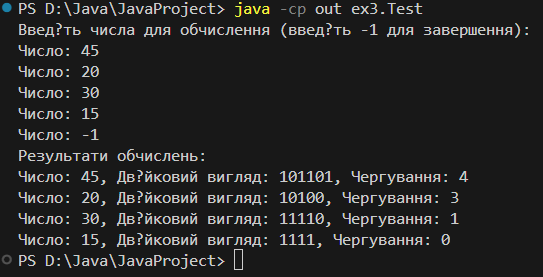 PS D:\Java\JavaProject> java -cp out ex3.Test
Введ?ть числа для обчислення (введ?ть -1 для завершення):
Число: 45
Число: 20
Число: 30
Число: 15
Число: -1
Результати обчислень:
Число: 45, Дв?йковий вигляд: 101101, Чергування: 4
Число: 20, Дв?йковий вигляд: 10100, Чергування: 3
Число: 30, Дв?йковий вигляд: 11110, Чергування: 1
Число: 15, Дв?йковий вигляд: 1111, Чергування: 0
PS D:\Java\JavaProject>